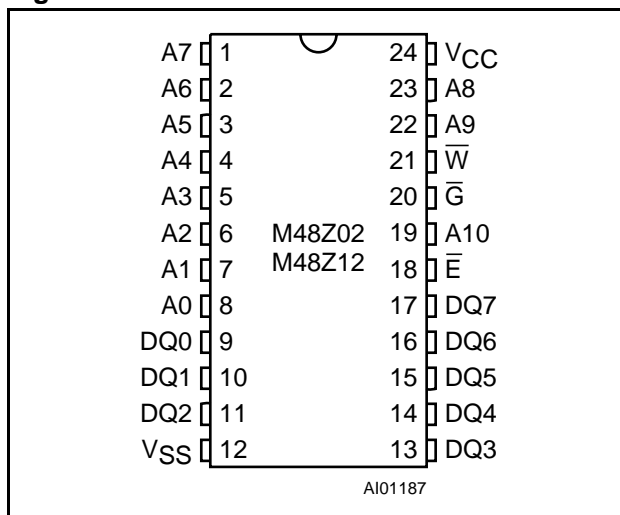 A7 1 24 VCC
A6 2 23 A8
A5 3 22 A9
A4 4 21 W̅
A3 5 20 G̅
A2 6 M48Z02 19 A10
A1 7 M48Z12 18 E̅
A0 8 17 DQ7
DQ0 9 16 DQ6
DQ1 10 15 DQ5
DQ2 11 14 DQ4
VSS 12 13 DQ3
AI01187